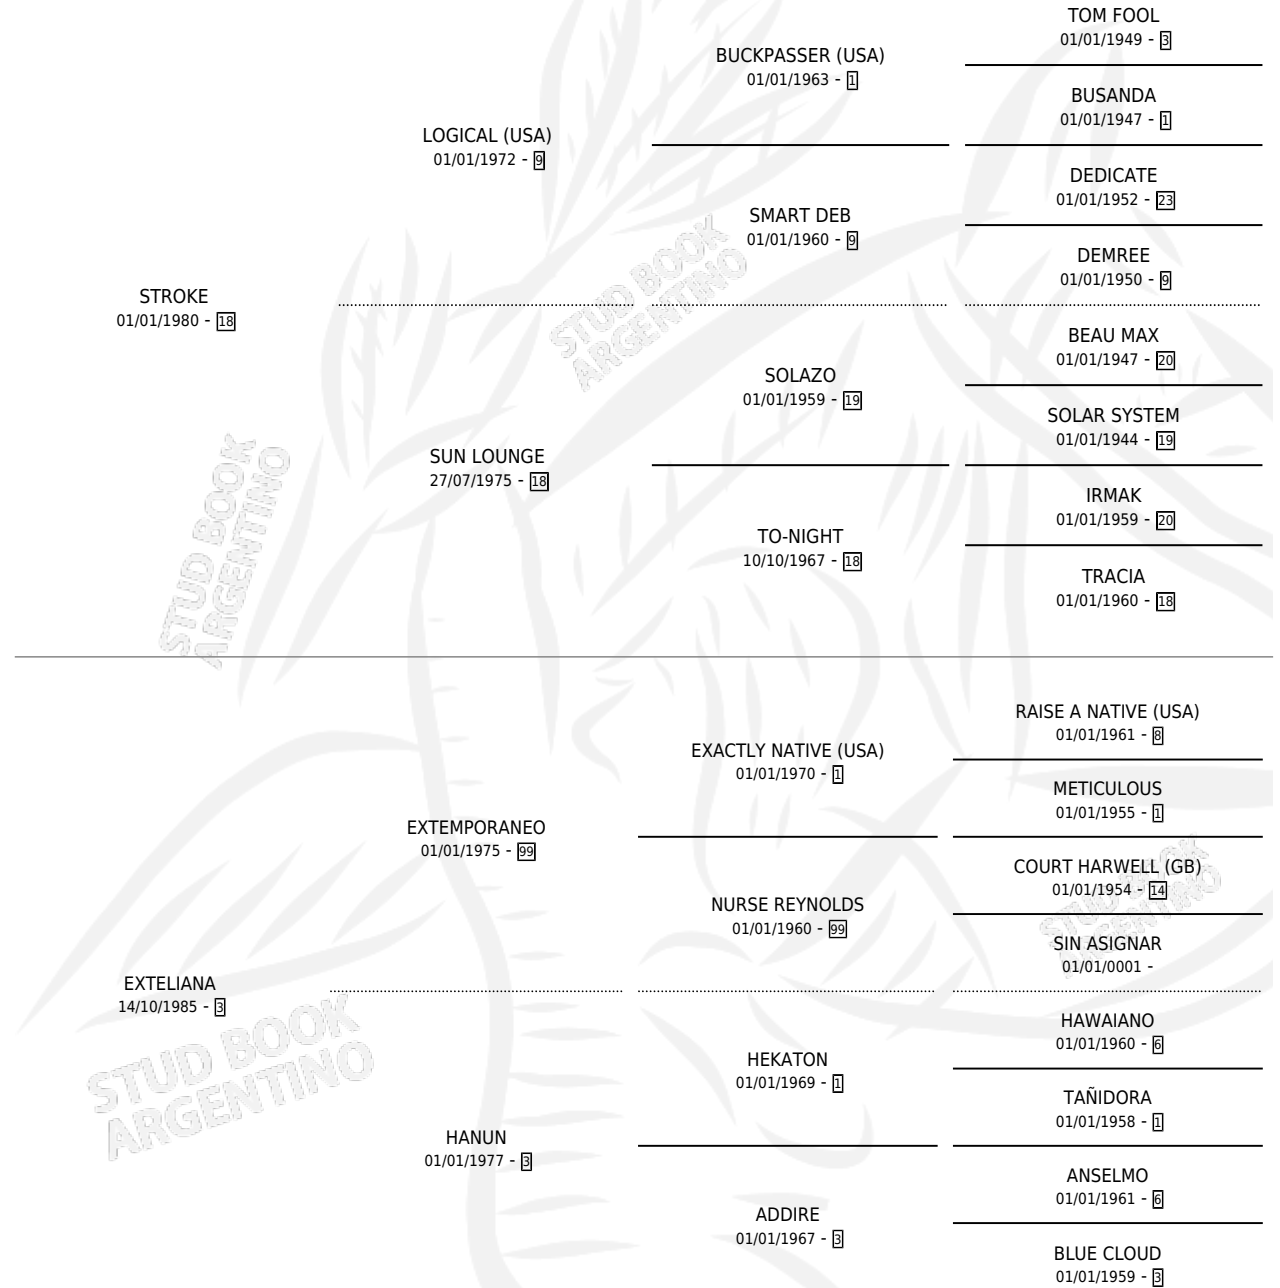 TOM FOOL
01/01/1949 - 3
BUCKPASSER (USA)
01/01/1963 - 1
BUSANDA
01/01/1947 - 1
LOGICAL (USA)
01/01/1972 - 9
DEDICATE
01/01/1952 - 23
SMART DEB
01/01/1960 - 9
DEMREE
01/01/1950 - 9
STROKE
01/01/1980 - 18
BEAU MAX
01/01/1947 - 20
SOLAZO
01/01/1959 - 19
SOLAR SYSTEM
01/01/1944 - 19
SUN LOUNGE
27/07/1975 - 18
IRMAK
01/01/1959 - 20
TO-NIGHT
10/10/1967 - 18
TRACIA
01/01/1960 - 18
STUD BOOK
ARGENTINO
STUD BOOK
ARGENTINO
RAISE A NATIVE (USA)
01/01/1961 - 8
EXACTLY NATIVE (USA)
01/01/1970 - 1
METICULOUS
01/01/1955 - 1
EXTEMPORANEO
01/01/1975 - 99
COURT HARWELL (GB)
01/01/1954 - 14
NURSE REYNOLDS
01/01/1960 - 99
SIN ASIGNAR
01/01/0001 -
EXTELIANA
14/10/1985 - 3
HAWAIANO
01/01/1960 - 6
HEKATON
01/01/1969 - 1
TAÑIDORA
01/01/1958 - 1
HANUN
01/01/1977 - 3
ANSELMO
01/01/1961 - 6
ADDIRE
01/01/1967 - 3
BLUE CLOUD
01/01/1959 - 3
STUD BOOK
ARGENTINO
STUD BOOK
ARGENTINO